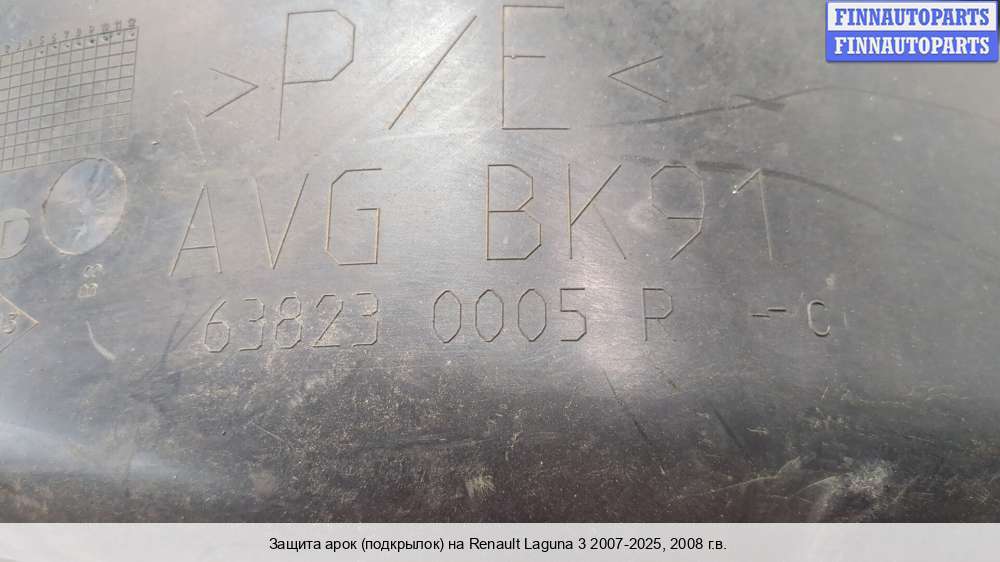 FINNAUTOPARTS
FINNAUTOPARTS
>P/E<
AVG BK91
63823 0005 R -C
Защита арок (подкрылок) на Renault Laguna 3 2007-2025, 2008 г.в.